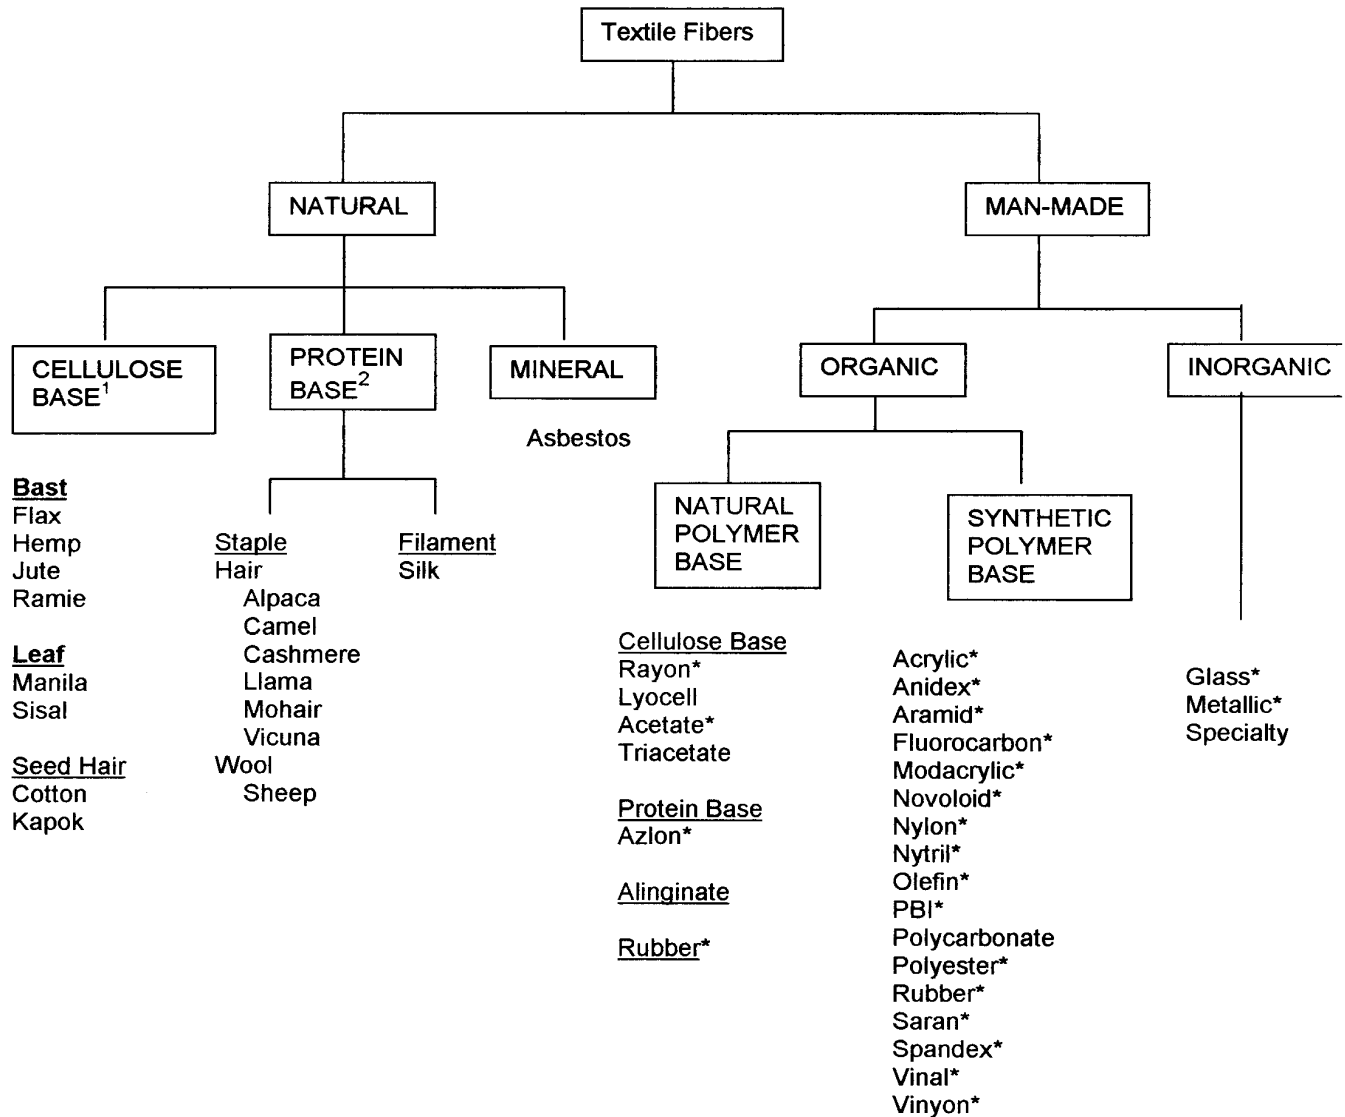 Textile Fibers
NATURAL
MAN-MADE
CELLULOSE
BASE1
PROTEIN
BASE2
MINERAL
Asbestos
ORGANIC
INORGANIC
Bast
Flax
Hemp
Jute
Ramie
Leaf
Manila
Sisal
Seed Hair
Cotton
Kapok
Staple
Hair
Alpaca
Camel
Cashmere
Llama
Mohair
Vicuna
Wool
Sheep
Filament
Silk
NATURAL
POLYMER
BASE
SYNTHETIC
POLYMER
BASE
Cellulose Base
Rayon*
Lyocell
Acetate*
Triacetate
Protein Base
Azlon*
Alinginate
Rubber*
Acrylic*
Anidex*
Aramid*
Fluorocarbon*
Modacrylic*
Novoloid*
Nylon*
Nytril*
Olefin*
PBI*
Polycarbonate
Polyester*
Rubber*
Saran*
Spandex*
Vinal*
Vinyon*
Glass*
Metallic*
Specialty